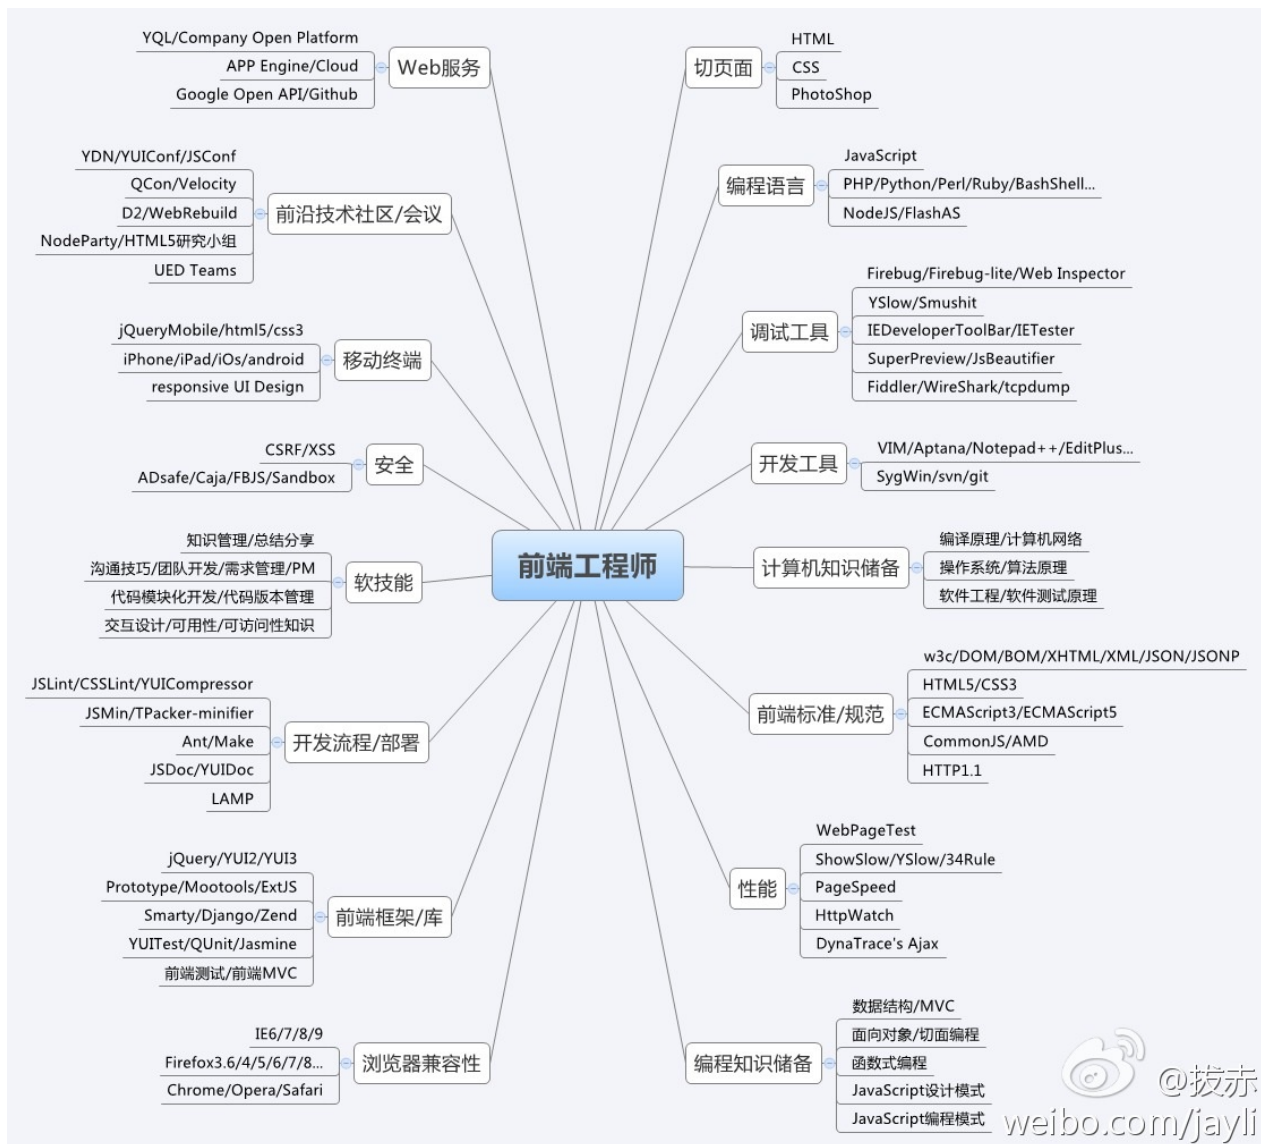 前端工程师
Web服务
YQL/Company Open Platform
APP Engine/Cloud
Google Open API/Github
前沿技术社区/会议
YDN/YUIConf/JSConf
QCon/Velocity
D2/WebRebuild
NodeParty/HTML5研究小组
UED Teams
移动终端
jQueryMobile/html5/css3
iPhone/iPad/iOs/android
responsive UI Design
安全
CSRF/XSS
ADsafe/Caja/FBJS/Sandbox
软技能
知识管理/总结分享
沟通技巧/团队开发/需求管理/PM
代码模块化开发/代码版本管理
交互设计/可用性/可访问性知识
开发流程/部署
JSLint/CSSLint/YUICompressor
JSMin/TPacker-minifier
Ant/Make
JSDoc/YUIDoc
LAMP
前端框架/库
jQuery/YUI2/YUI3
Prototype/Mootools/ExtJS
Smarty/Django/Zend
YUITest/QUnit/Jasmine
前端测试/前端MVC
浏览器兼容性
IE6/7/8/9
Firefox3.6/4/5/6/7/8...
Chrome/Opera/Safari
切页面
HTML
CSS
PhotoShop
编程语言
JavaScript
PHP/Python/Perl/Ruby/BashShell...
NodeJS/FlashAS
调试工具
Firebug/Firebug-lite/Web Inspector
YSlow/Smushit
IEDeveloperToolBar/IETester
SuperPreview/JsBeautifier
Fiddler/WireShark/tcpdump
开发工具
VIM/Aptana/Notepad++/EditPlus...
SygWin/svn/git
计算机知识储备
编译原理/计算机网络
操作系统/算法原理
软件工程/软件测试原理
前端标准/规范
w3c/DOM/BOM/XHTML/XML/JSON/JSONP
HTML5/CSS3
ECMAScript3/ECMAScript5
CommonJS/AMD
HTTP1.1
性能
WebPageTest
ShowSlow/YSlow/34Rule
PageSpeed
HttpWatch
DynaTrace's Ajax
编程知识储备
数据结构/MVC
面向对象/切面编程
函数式编程
JavaScript设计模式
JavaScript编程模式
@拔赤
weibo.com/jayli